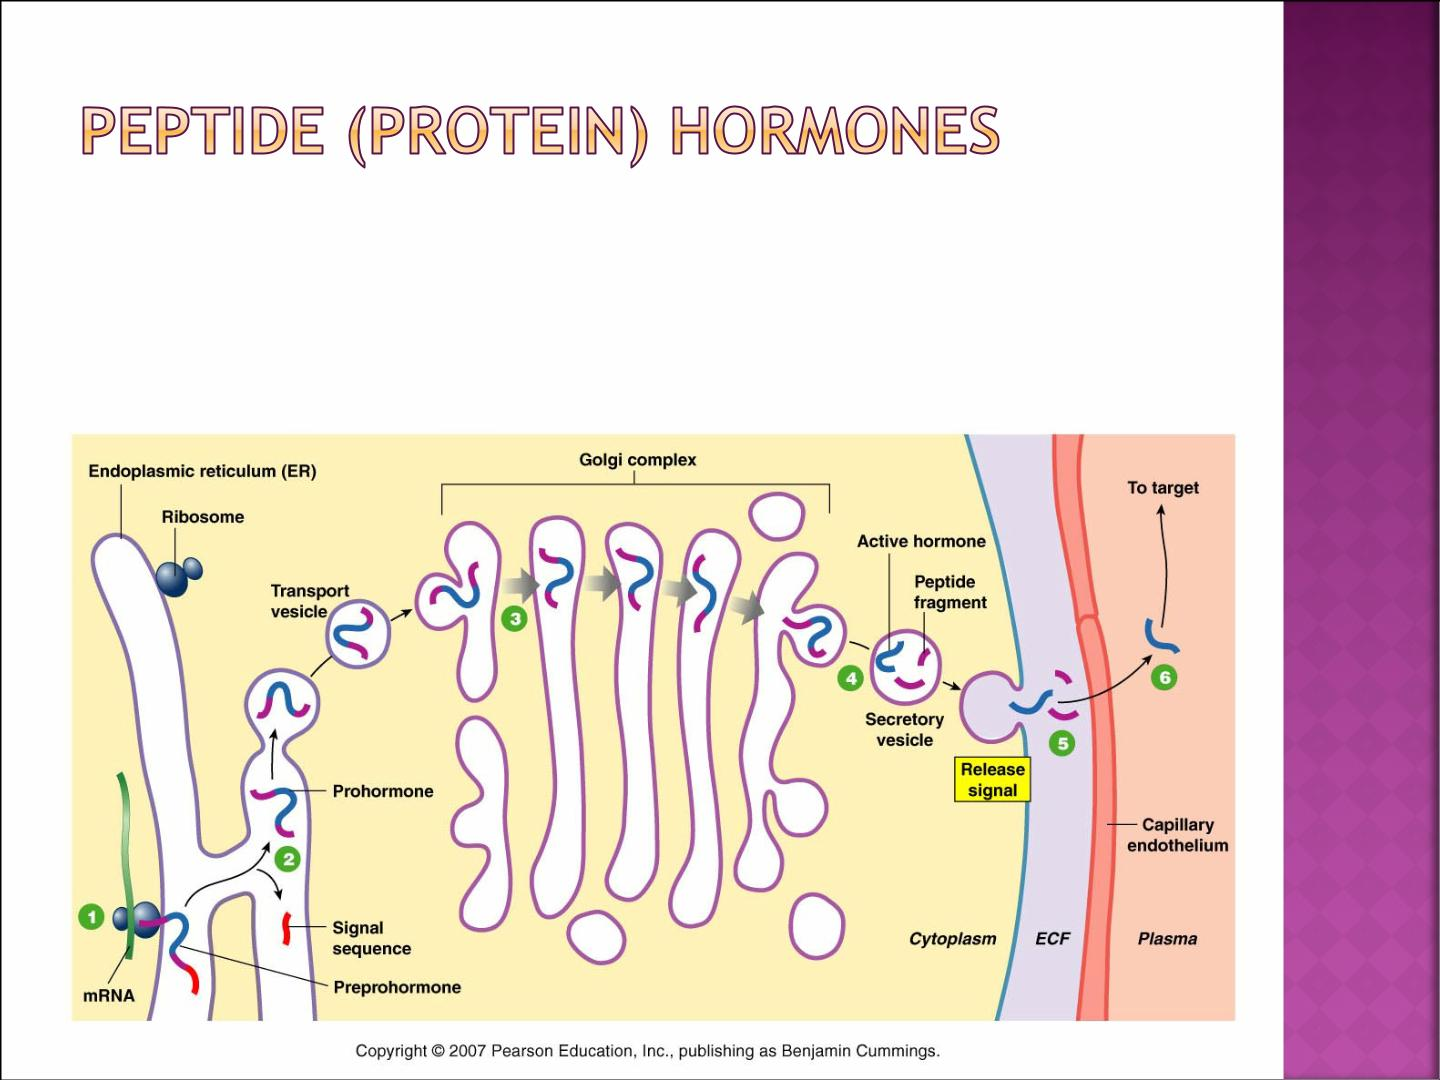 PEPTIDE (PROTEIN) HORMONES
Endoplasmic reticulum (ER)
Ribosome
Transport
vesicle
Golgi complex
Active hormone
Peptide
fragment
To target
3
4
5
6
Secretory
vesicle
Release
signal
Prohormone
2
1
Signal
sequence
Preprohormone
mRNA
Capillary
endothelium
Cytoplasm
ECF
Plasma
Copyright © 2007 Pearson Education, Inc., publishing as Benjamin Cummings.